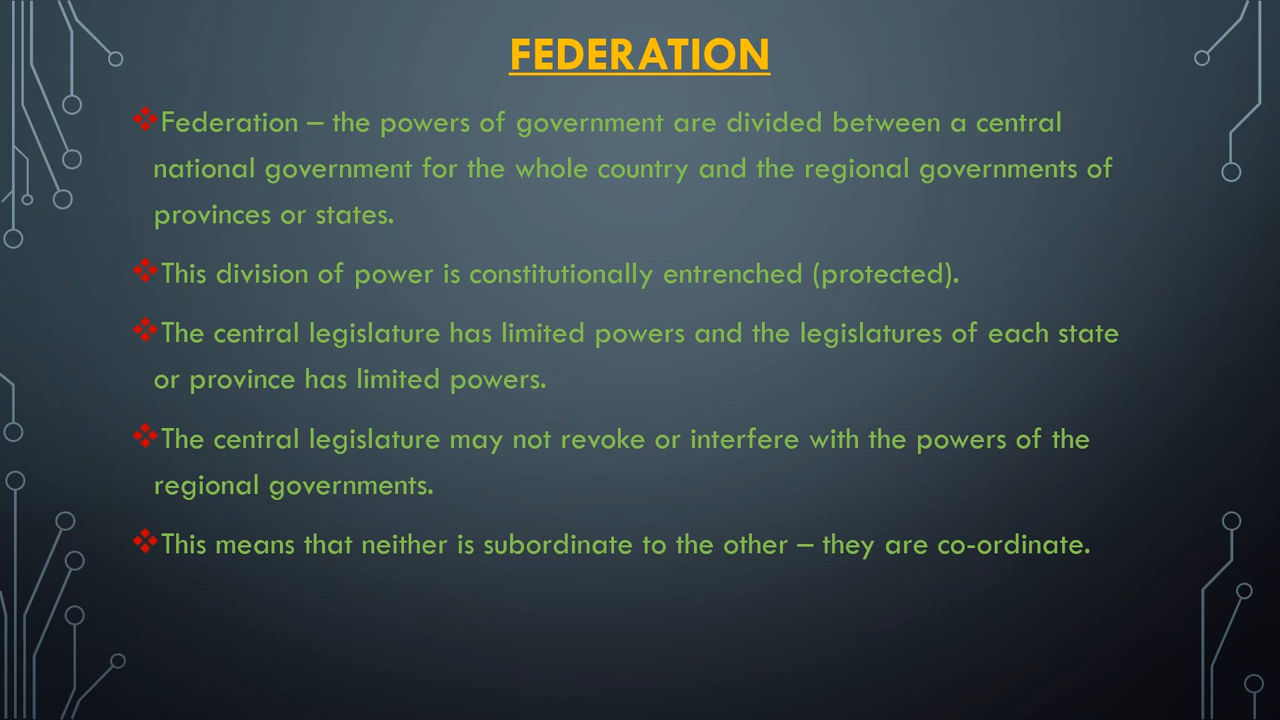 FEDERATION
❖Federation – the powers of government are divided between a central
national government for the whole country and the regional governments of
provinces or states.
❖This division of power is constitutionally entrenched (protected).
❖The central legislature has limited powers and the legislatures of each state
or province has limited powers.
❖The central legislature may not revoke or interfere with the powers of the
regional governments.
❖This means that neither is subordinate to the other – they are co-ordinate.